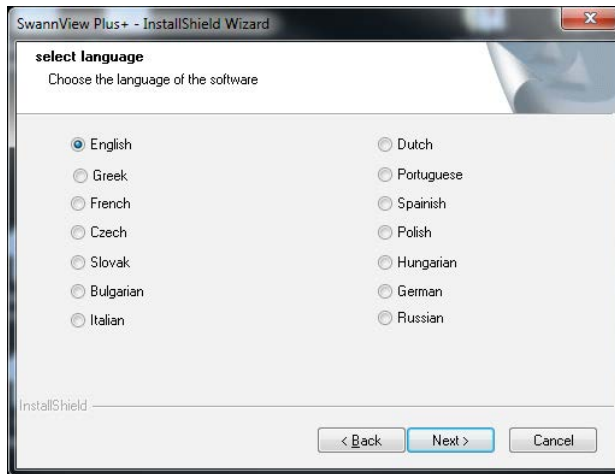 SwannView Plus+ - InstallShield Wizard
select language
Choose the language of the software
English
Dutch
Greek
Portuguese
French
Spainish
Czech
Polish
Slovak
Hungarian
Bulgarian
German
Italian
Russian
InstallShield
< Back
Next >
Cancel